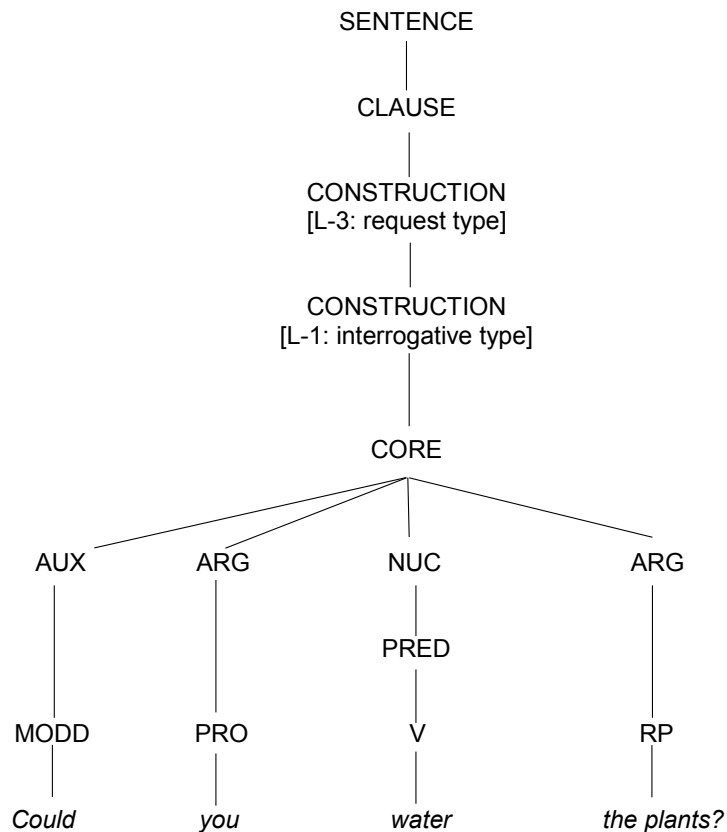 SENTENCE
CLAUSE
CONSTRUCTION
[L-3: request type]
CONSTRUCTION
[L-1: interrogative type]
CORE
AUX ARG NUC ARG
PRED
MODD PRO V RP
Could you water the plants?